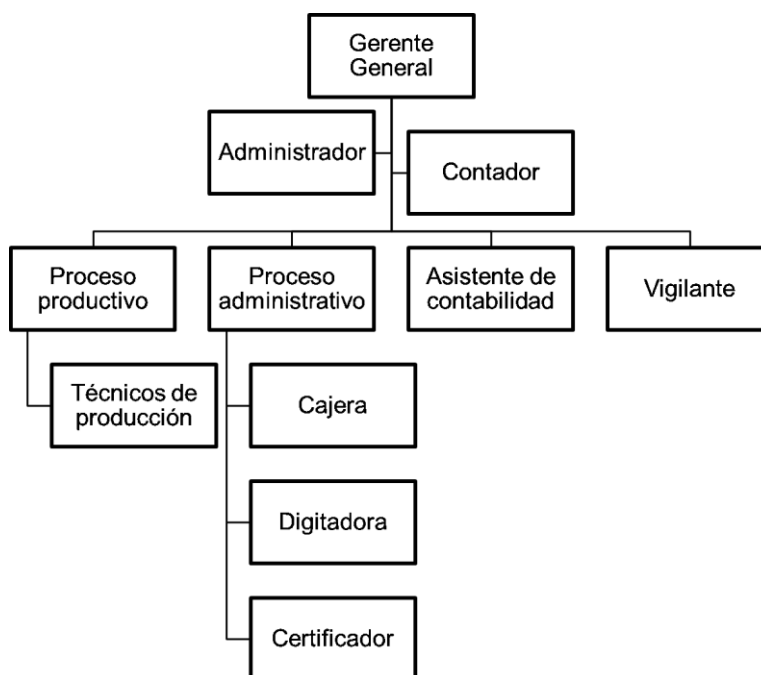 Gerente
General
Administrador
Contador
Proceso
productivo
Proceso
administrativo
Asistente de
contabilidad
Vigilante
Técnicos de
producción
Cajera
Digitadora
Certificador